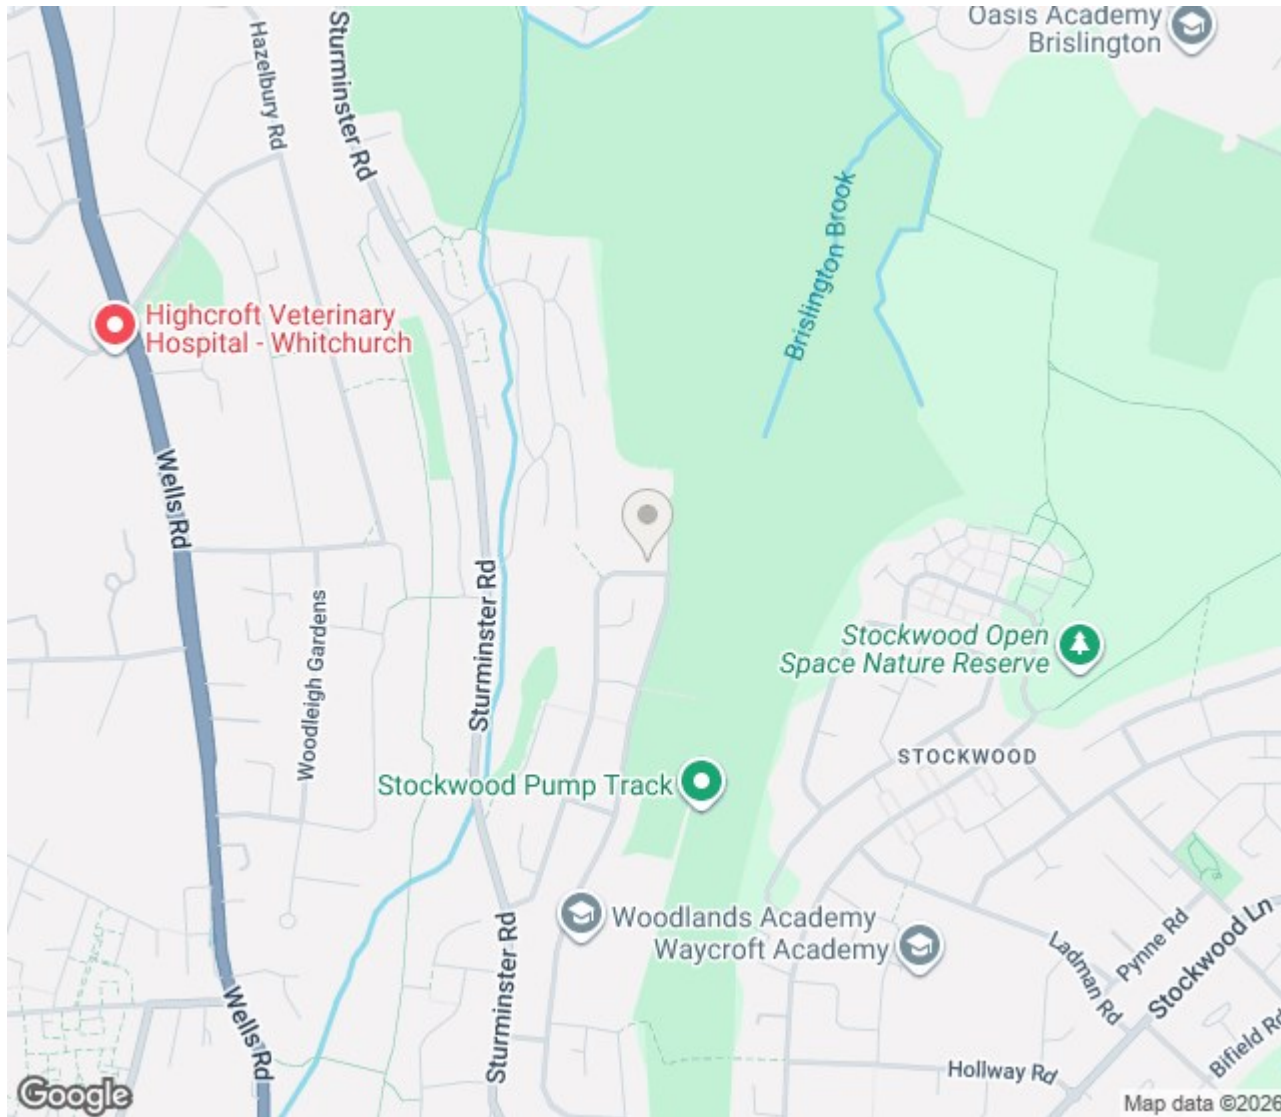 Oasis Academy
Brislington
Hazelbury Rd
Sturminster Rd
Brislington Brook
Highcroft Veterinary
Hospital - Whitchurch
Wells Rd
Sturminster Rd
Woodleigh Gardens
Stockwood Open
Space Nature Reserve
STOCKWOOD
Stockwood Pump Track
Woodlands Academy
Waycroft Academy
Sturminster Rd
Ladman Rd
Pynne Rd
Stockwood Ln
Wells Rd
Hollway Rd
Bifield Rd
Google
Map data ©2026